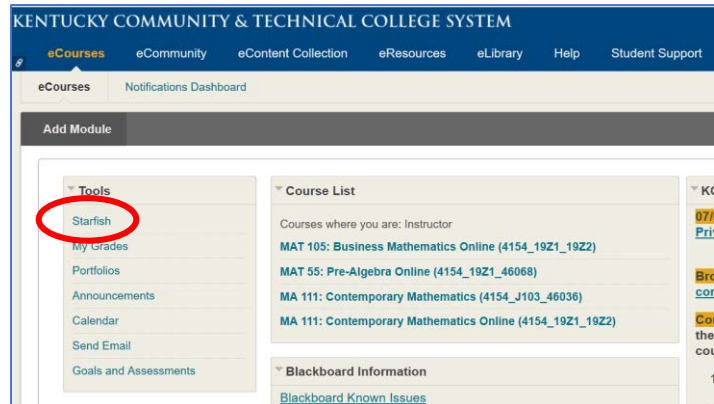 KENTUCKY COMMUNITY & TECHNICAL COLLEGE SYSTEM
eCourses eCommunity eContent Collection eResources eLibrary Help Student Support
eCourses Notifications Dashboard
Add Module
Tools
Starfish
My Grades
Portfolios
Announcements
Calendar
Send Email
Goals and Assessments
Course List
Courses where you are: Instructor
MAT 105: Business Mathematics Online (4154_19Z1_19Z2)
MAT 55: Pre-Algebra Online (4154_19Z1_46068)
MA 111: Contemporary Mathematics (4154_J103_46036)
MA 111: Contemporary Mathematics Online (4154_19Z1_19Z2)
Blackboard Information
Blackboard Known Issues
07/
the
1